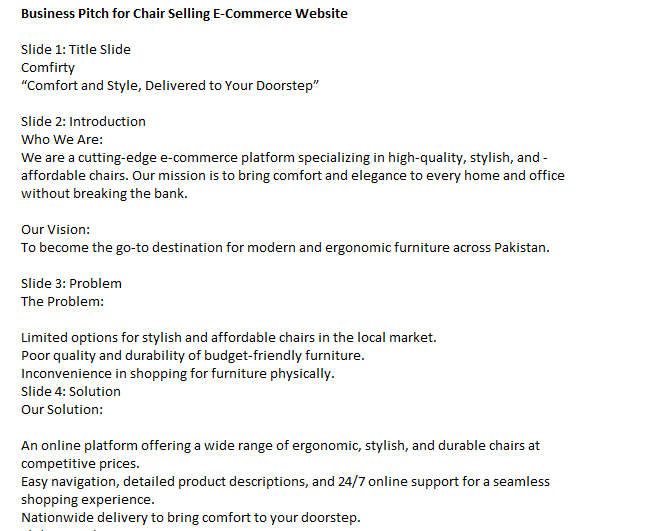 Business Pitch for Chair Selling E-Commerce Website
Slide 1: Title Slide
Comfirty
“Comfort and Style, Delivered to Your Doorstep”
Slide 2: Introduction
Who We Are:
We are a cutting-edge e-commerce platform specializing in high-quality, stylish, and -
affordable chairs. Our mission is to bring comfort and elegance to every home and office
without breaking the bank.
Our Vision:
To become the go-to destination for modern and ergonomic furniture across Pakistan.
Slide 3: Problem
The Problem:
Limited options for stylish and affordable chairs in the local market.
Poor quality and durability of budget-friendly furniture.
Inconvenience in shopping for furniture physically.
Slide 4: Solution
Our Solution:
An online platform offering a wide range of ergonomic, stylish, and durable chairs at
competitive prices.
Easy navigation, detailed product descriptions, and 24/7 online support for a seamless
shopping experience.
Nationwide delivery to bring comfort to your doorstep.